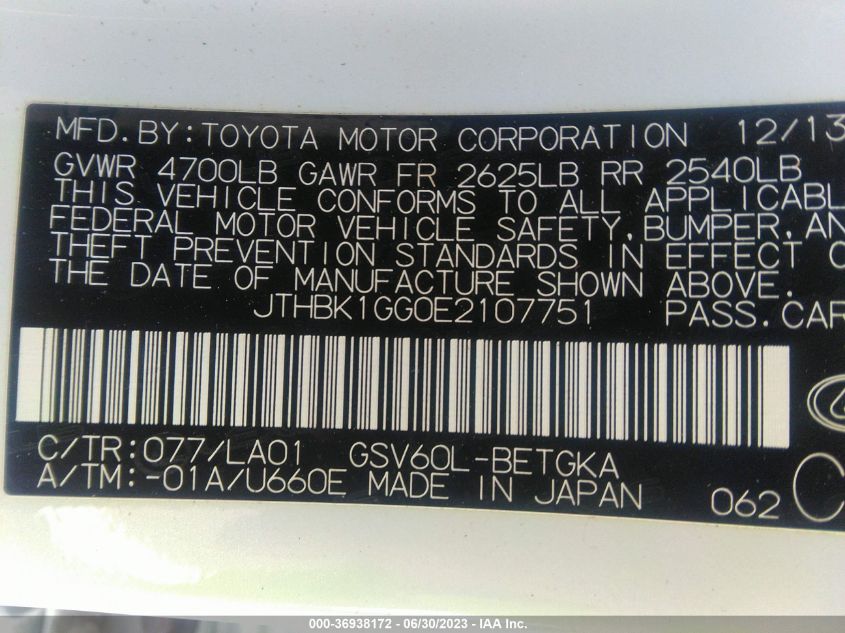 MFD.BY:TOYOTA MOTOR CORPORATION 12/13
GVWR 4700LB GAWR FR 2625LB RR 2540LB
THIS VEHICLE CONFORMS TO ALL APPLICABL
FEDERAL MOTOR VEHICLE SAFETY,BUMPER,AN
THEFT PREVENTION STANDARDS IN EFFECT O
THE DATE OF MANUFACTURE SHOWN ABOVE.
JTHBK1GG0E2107751 PASS.CAR
C/TR:077/LA01 GSV60L-BETGKA
A/TM:-01A/U660E MADE IN JAPAN 062 C
000-36938172 - 06/30/2023 - IAA Inc.